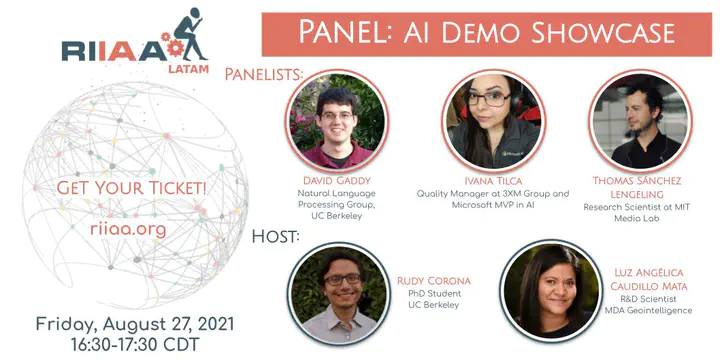 RIIAA
LATAM
PANEL: AI DEMO SHOWCASE
PANELISTS:
DAVID GADDY
Natural Language
Processing Group,
UC Berkeley
IVANA TILCA
Quality Manager at 3XM Group and
Microsoft MVP in AI
THOMAS SÁNCHEZ
LENGELING
Research Scientist at MIT
Media Lab
GET YOUR TICKET!
riiaa.org
HOST:
RUDY CORONA
PhD Student
UC Berkeley
LUZ ANGÉLICA
CAUDILLO MATA
R&D Scientist
MDA Geointelligence
Friday, August 27, 2021
16:30-17:30 CDT